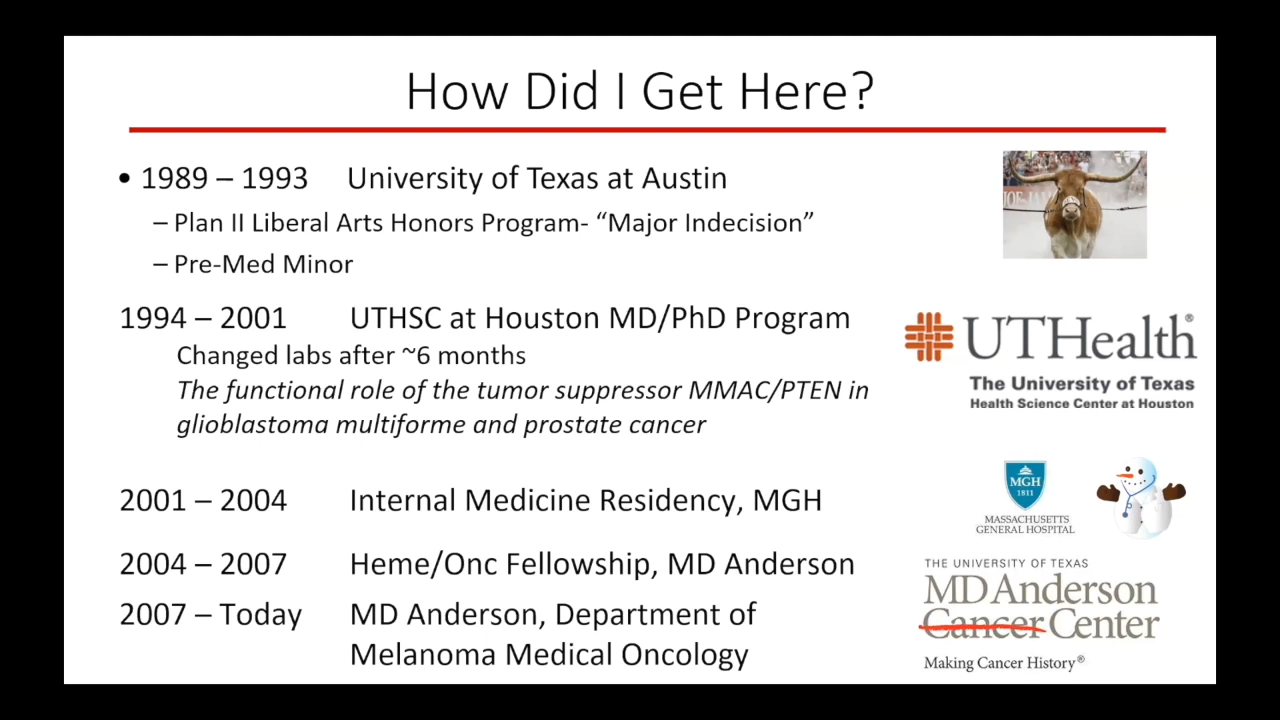 How Did I Get Here?
• 1989 – 1993 University of Texas at Austin
– Plan II Liberal Arts Honors Program- “Major Indecision”
– Pre-Med Minor
1994 – 2001 UTHSC at Houston MD/PhD Program
Changed labs after ~6 months
The functional role of the tumor suppressor MMAC/PTEN in
glioblastoma multiforme and prostate cancer
UTHealth®
The University of Texas
Health Science Center at Houston
2001 – 2004 Internal Medicine Residency, MGH
MGH
1811
MASSACHUSETTS
GENERAL HOSPITAL
2004 – 2007 Heme/Onc Fellowship, MD Anderson
2007 – Today MD Anderson, Department of
Melanoma Medical Oncology
THE UNIVERSITY OF TEXAS
MD Anderson
Cancer Center
Making Cancer History®